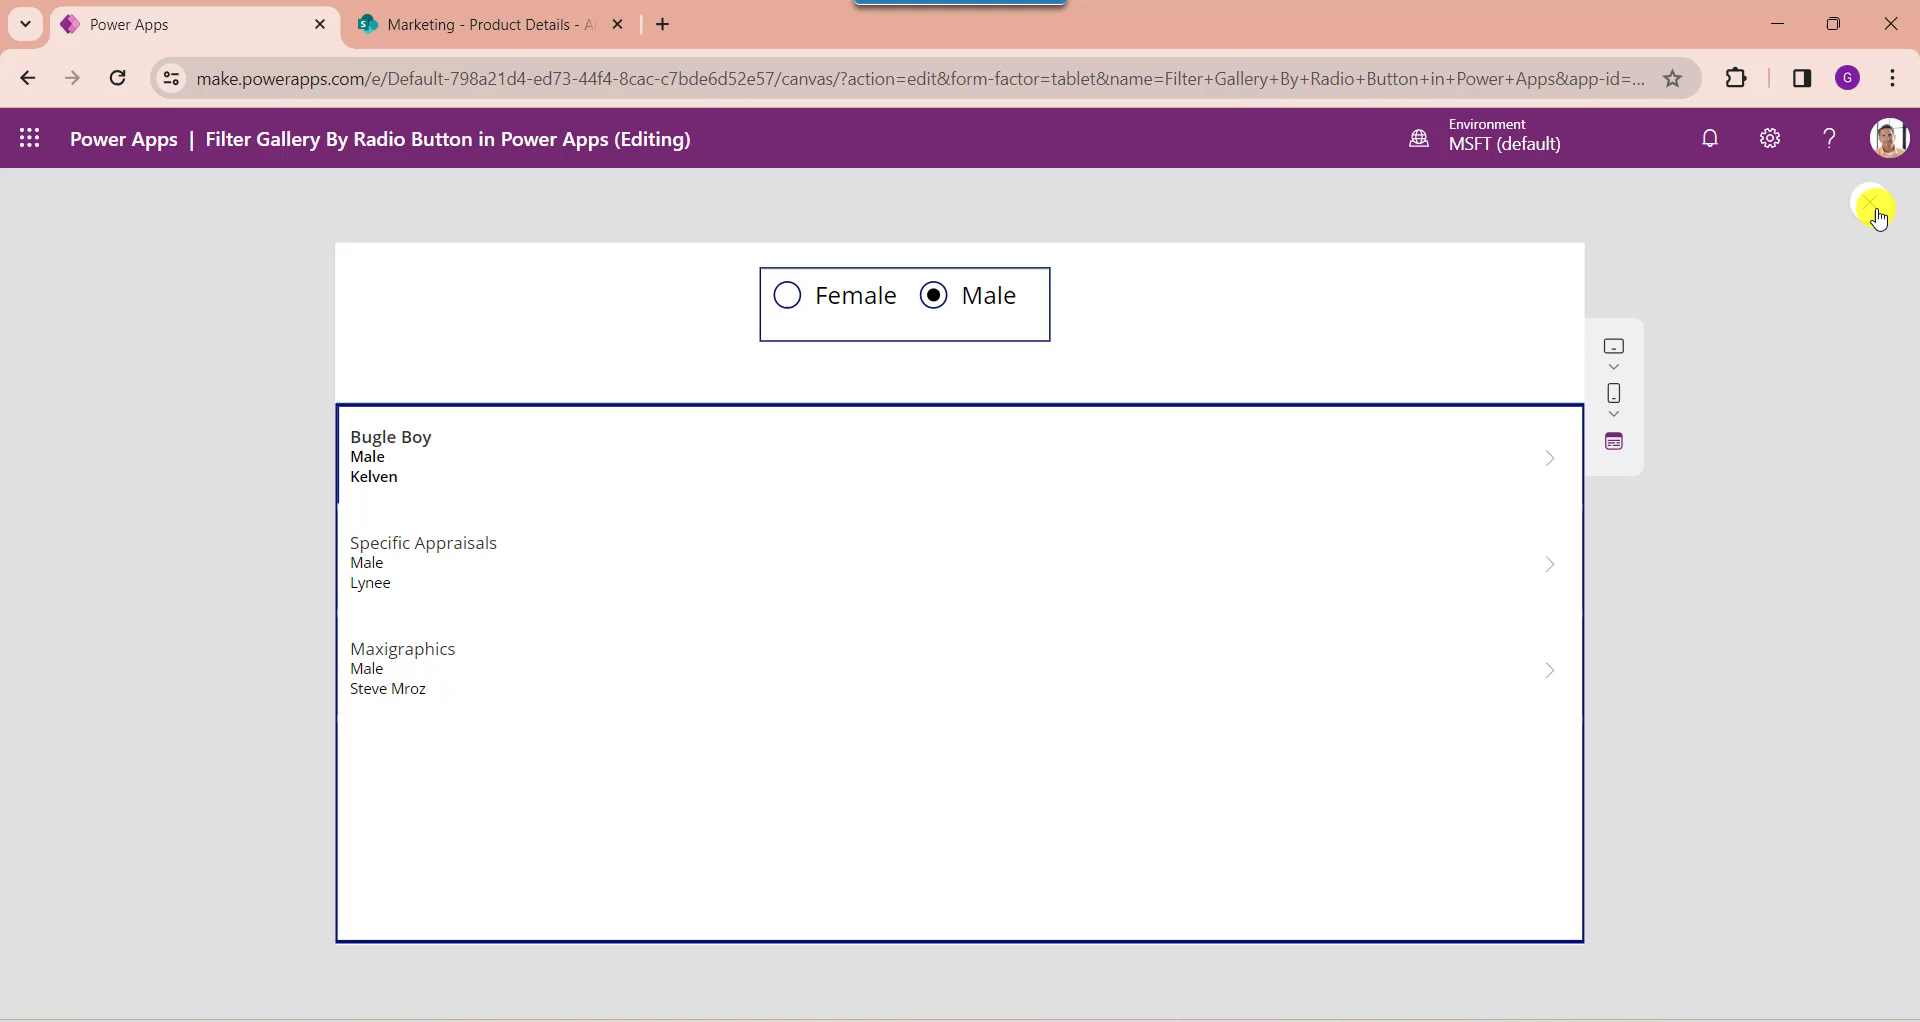 Power Apps
Marketing - Product Details - A
make.powerapps.com/e/Default-798a21d4-ed73-44f4-8cac-c7bde6d52e57/canvas/?action=edit&form-factor=tablet&name=Filter+Gallery+By+Radio+Button+in+Power+Apps&app-id=...
G
Power Apps | Filter Gallery By Radio Button in Power Apps (Editing)
Environment
MSFT (default)
Female
Male
Bugle Boy
Male
Kelven
Specific Appraisals
Male
Lynee
Maxigraphics
Male
Steve Mroz